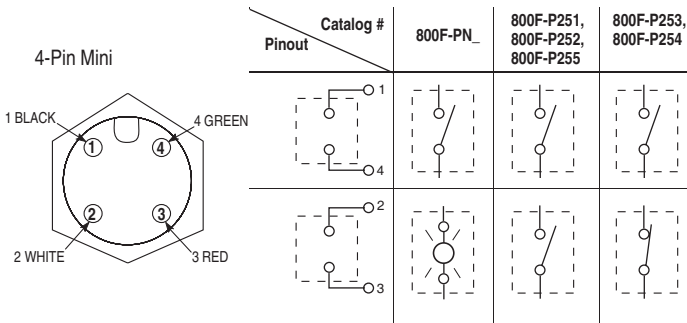 4-Pin Mini
1 BLACK
4 GREEN
1
4
2
3
2 WHITE
3 RED
Catalog #
Pinout
800F-PN_
800F-P251,
800F-P252,
800F-P255
800F-P253,
800F-P254
1
4
2
3